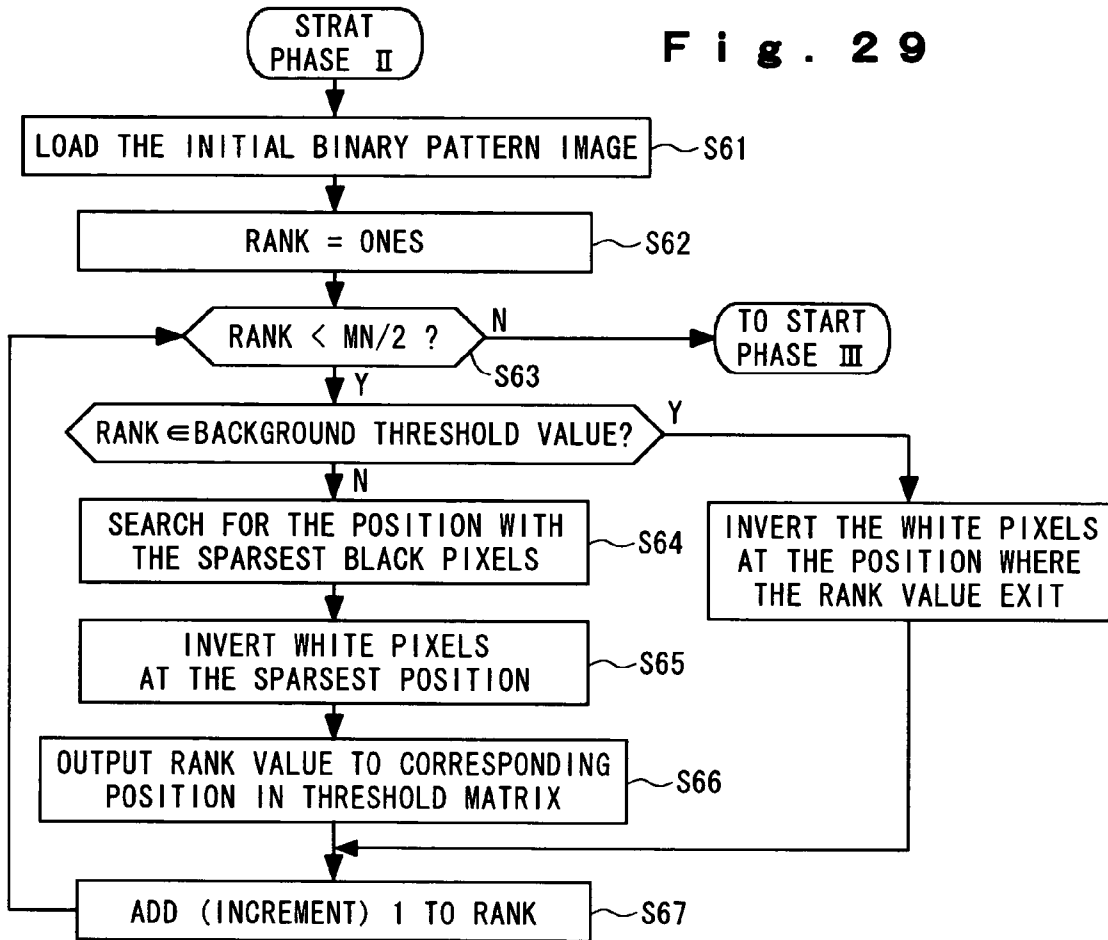 STRAT
PHASE Ⅱ
Fig. 29
LOAD THE INITIAL BINARY PATTERN IMAGE
S61
RANK = ONES
S62
RANK < MN/2 ?
N
S63
Y
TO START
PHASE Ⅲ
RANK∈BACKGROUND THRESHOLD VALUE?
Y
N
SEARCH FOR THE POSITION WITH
THE SPARSEST BLACK PIXELS
S64
INVERT THE WHITE PIXELS
AT THE POSITION WHERE
THE RANK VALUE EXIT
INVERT WHITE PIXELS
AT THE SPARSEST POSITION
S65
OUTPUT RANK VALUE TO CORRESPONDING
POSITION IN THRESHOLD MATRIX
S66
ADD (INCREMENT) 1 TO RANK
S67